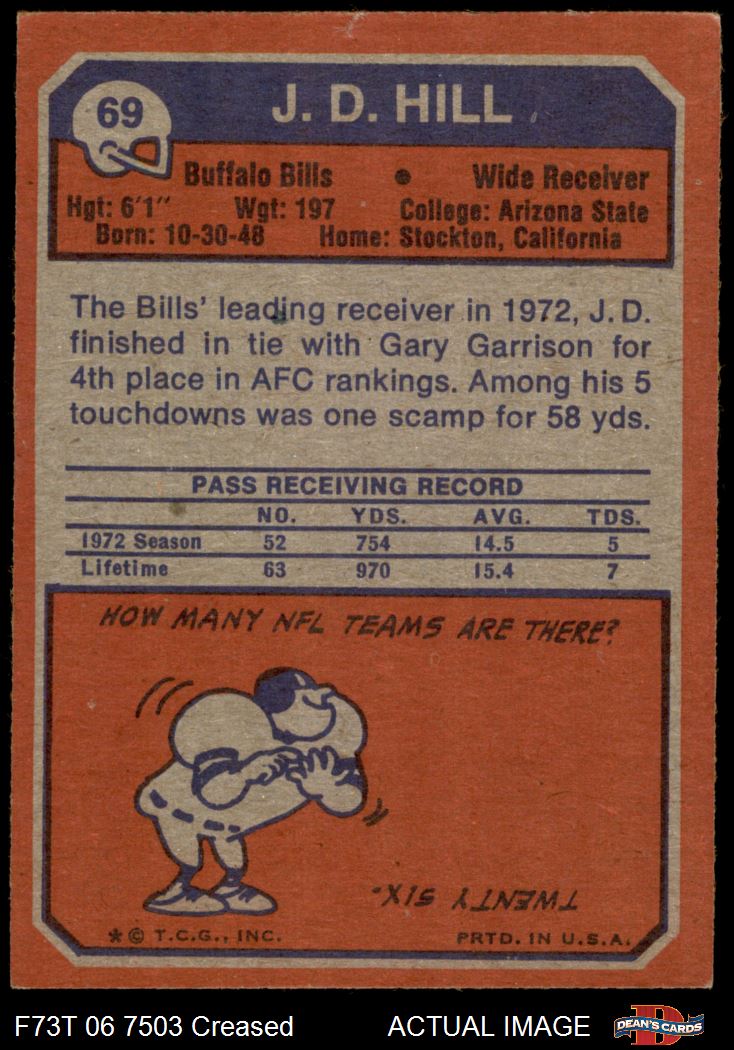 69
J. D. HILL
Buffalo Bills • Wide Receiver
Hgt: 6'1" Wgt: 197 College: Arizona State
Born: 10-30-48 Home: Stockton, California
The Bills' leading receiver in 1972, J.D.
finished in tie with Gary Garrison for
4th place in AFC rankings. Among his 5
touchdowns was one scamp for 58 yds.
PASS RECEIVING RECORD
NO. YDS. AVG. TDS.
1972 Season 52 754 14.5 5
Lifetime 63 970 15.4 7
HOW MANY NFL TEAMS ARE THERE?
TWENTY SIX.
* © T.C.G., INC. PRTD. IN U.S.A.
F73T 06 7503 Creased ACTUAL IMAGE DEAN'S CARDS